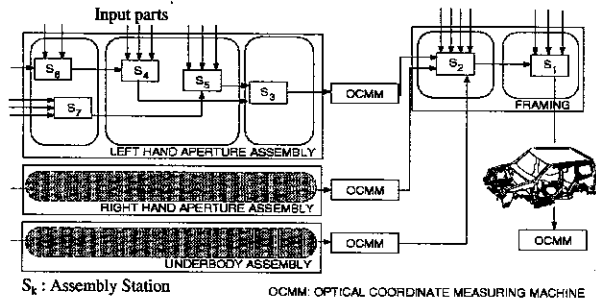 Input parts
S6
S4
S5
S7
S3
LEFT HAND APERTURE ASSEMBLY
OCMM
S2
S1
FRAMING
RIGHT HAND APERTURE ASSEMBLY
OCMM
UNDERBODY ASSEMBLY
OCMM
OCMM
Sk : Assembly Station
OCMM: OPTICAL COORDINATE MEASURING MACHINE